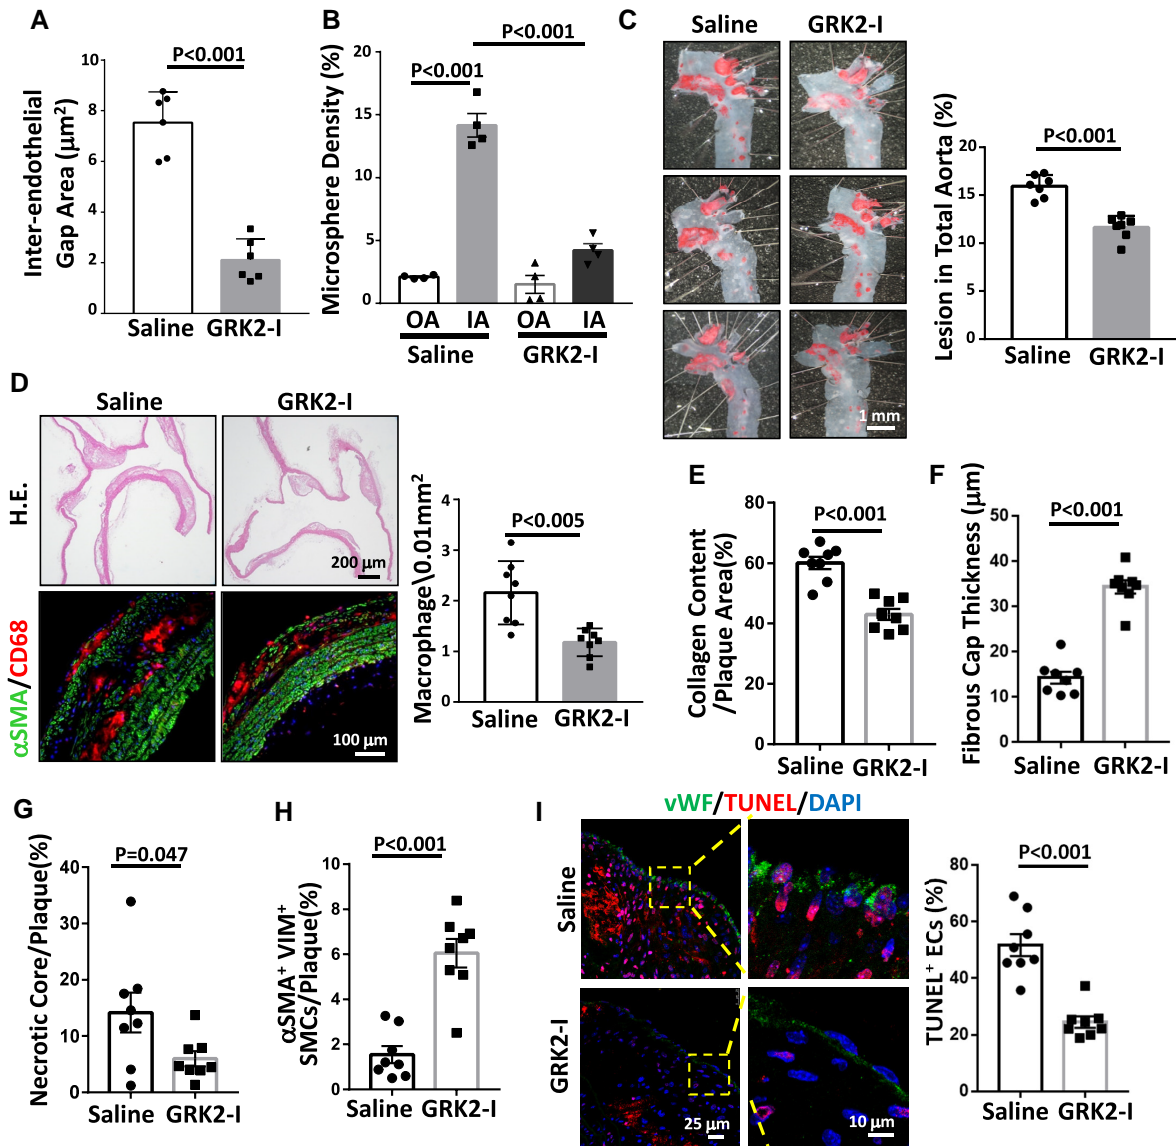 A
P<0.001
Inter-endothelial
Gap Area (μm²)
10
8
6
4
2
0
Saline GRK2-I
B
P<0.001
P<0.001
Microsphere Density (%)
20
15
10
5
0
OA IA OA IA
Saline GRK2-I
C
Saline GRK2-I
1 mm
P<0.001
Lesion in Total Aorta (%)
20
15
10
5
0
Saline GRK2-I
D
Saline GRK2-I
H.E.
200 μm
αSMA/CD68
100 μm
P<0.005
Macrophage\0.01mm²
4
3
2
1
0
Saline GRK2-I
E
P<0.001
Collagen Content
/Plaque Area(%)
80
60
40
20
0
Saline GRK2-I
F
P<0.001
Fibrous Cap Thickness (μm)
50
40
30
20
10
0
Saline GRK2-I
G
P=0.047
Necrotic Core/Plaque(%)
40
30
20
10
0
Saline GRK2-I
H
P<0.001
αSMA⁺ VIM⁺
SMCs/Plaque(%)
10
8
6
4
2
0
Saline GRK2-I
I
vWF/TUNEL/DAPI
Saline
GRK2-I
25 μm
10 μm
P<0.001
TUNEL⁺ ECs (%)
80
60
40
20
0
Saline GRK2-I